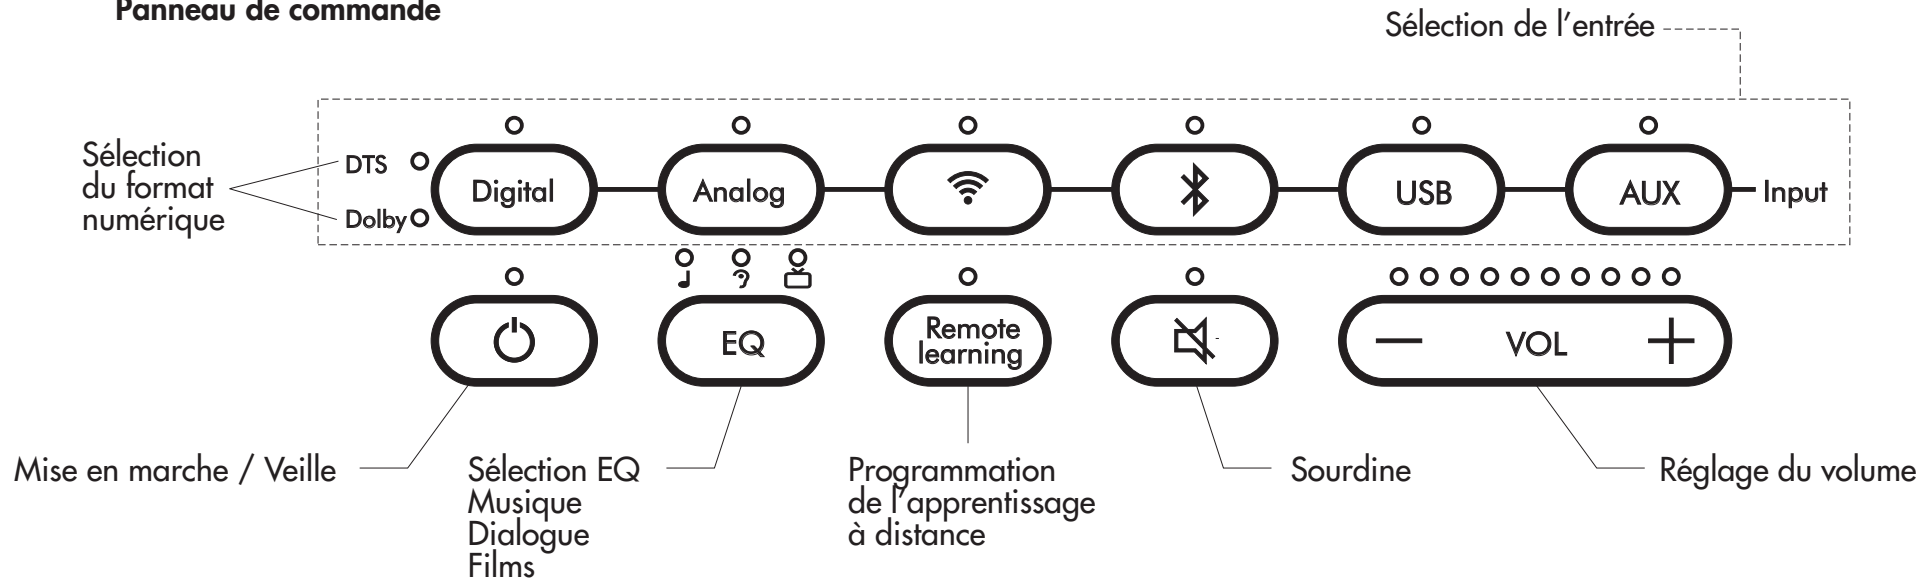 Panneau de commande
Sélection de l'entrée
Sélection
du format
numérique
DTS
Dolby
Digital
Analog
USB
AUX
Input
EQ
Remote
learning
VOL
Mise en marche / Veille
Sélection EQ
Musique
Dialogue
Films
Programmation
de l'apprentissage
à distance
Sourdine
Réglage du volume